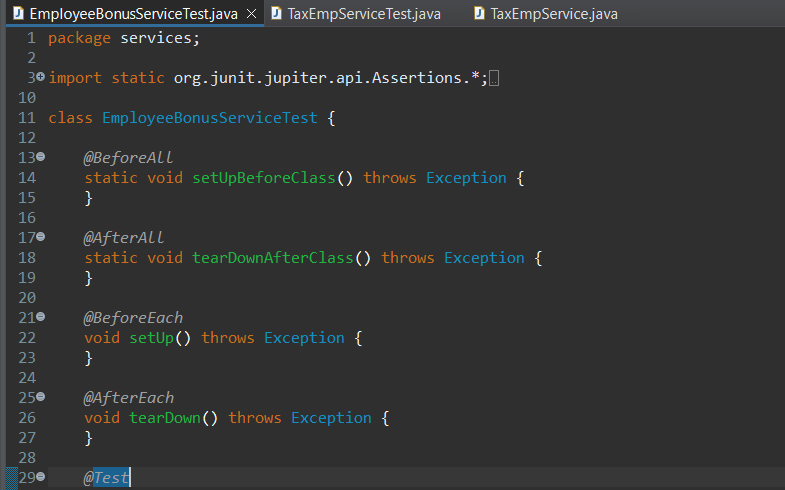 EmployeeBonusServiceTest.java TaxEmpServiceTest.java TaxEmpService.java
1 package services;
2
3 import static org.junit.jupiter.api.Assertions.*;
10
11 class EmployeeBonusServiceTest {
12
13 @BeforeAll
14 static void setUpBeforeClass() throws Exception {
15 }
16
17 @AfterAll
18 static void tearDownAfterClass() throws Exception {
19 }
20
21 @BeforeEach
22 void setUp() throws Exception {
23 }
24
25 @AfterEach
26 void tearDown() throws Exception {
27 }
28
29 @Test